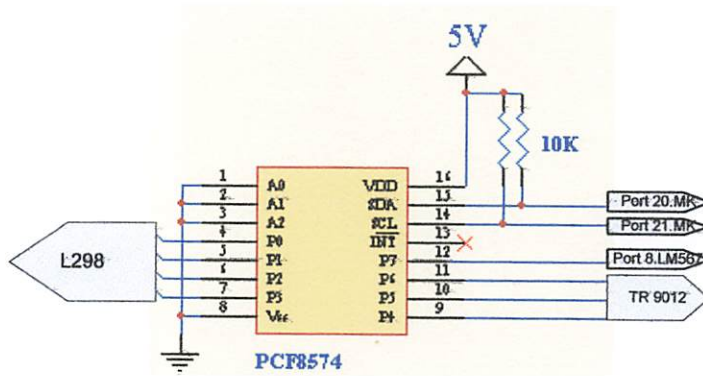 5V
10K
1 A0 VDD 16
2 A1 SDA 15
3 A2 SCL 14
4 P0 INT 13
5 P1 P7 12
6 P2 P6 11
7 P3 P5 10
8 Vss P4 9
L298
Port 20.MK
Port 21.MK
Port 8.LM567
TR 9012
PCF8574